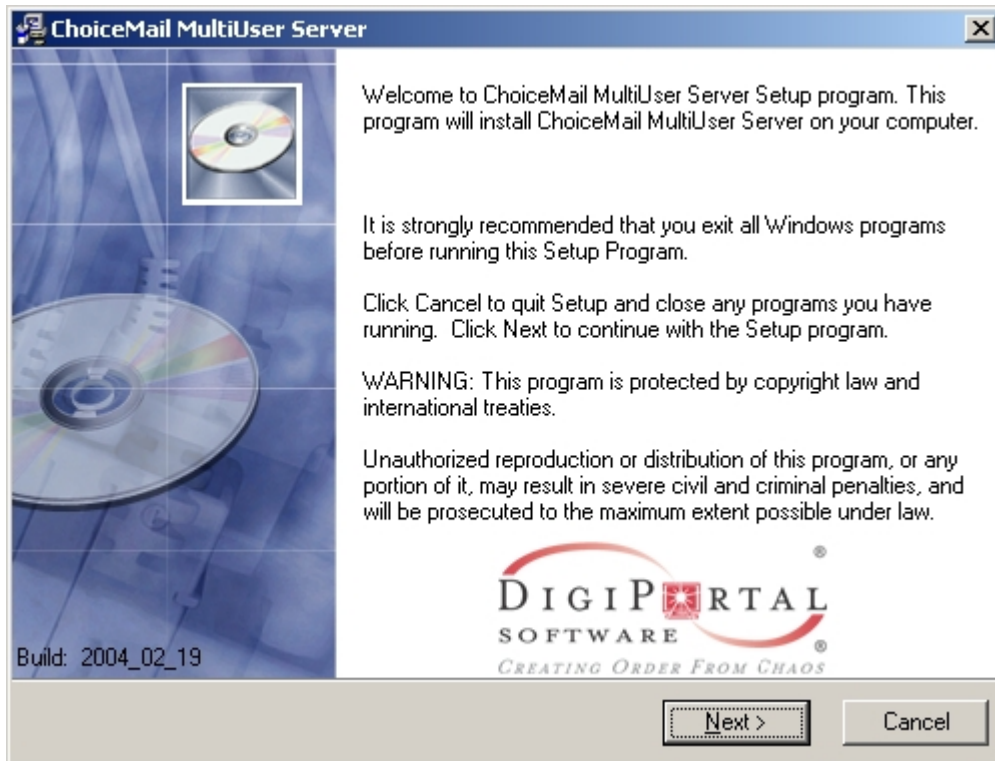 ChoiceMail MultiUser Server
Welcome to ChoiceMail MultiUser Server Setup program. This
program will install ChoiceMail MultiUser Server on your computer.
It is strongly recommended that you exit all Windows programs
before running this Setup Program.
Click Cancel to quit Setup and close any programs you have
running.  Click Next to continue with the Setup program.
WARNING: This program is protected by copyright law and
international treaties.
Unauthorized reproduction or distribution of this program, or any
portion of it, may result in severe civil and criminal penalties, and
will be prosecuted to the maximum extent possible under law.
®
DIGIPORTAL
SOFTWARE ®
CREATING ORDER FROM CHAOS
Build:  2004_02_19
Next >
Cancel